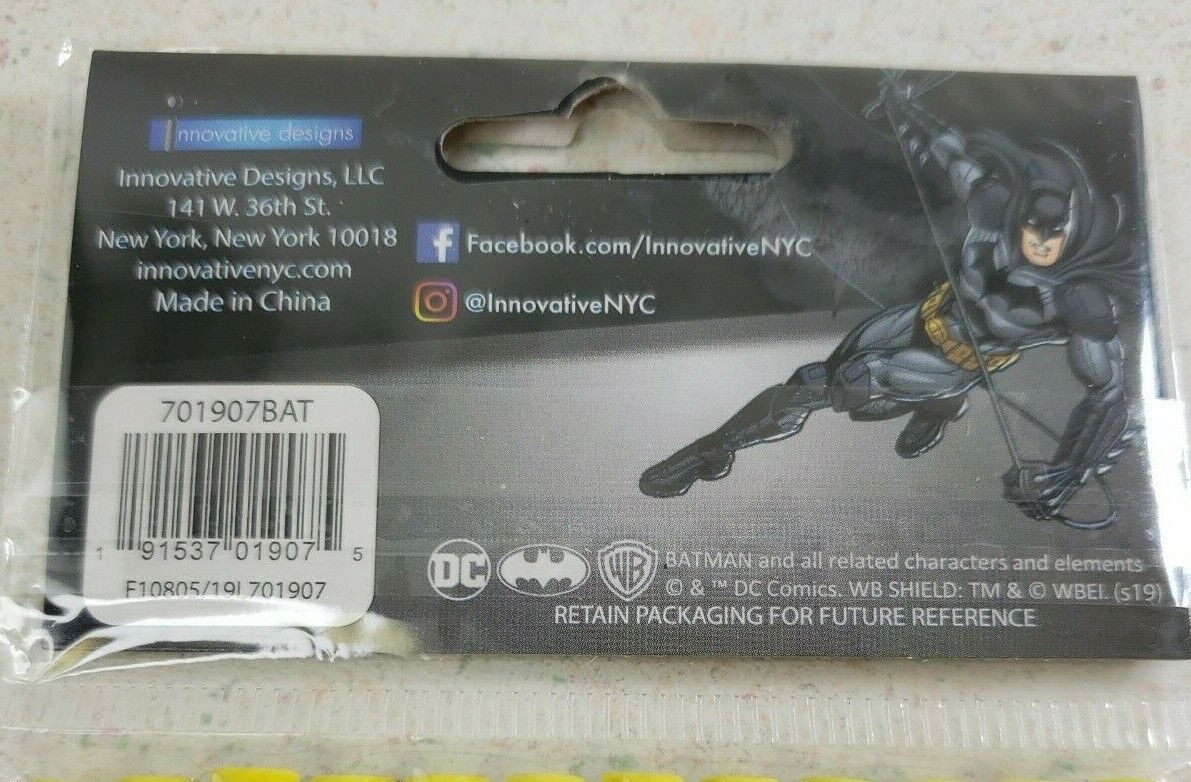 innovative designs
Innovative Designs, LLC
141 W. 36th St.
New York, New York 10018
innovativenyc.com
Made in China
Facebook.com/InnovativeNYC
@InnovativeNYC
701907BAT
1 91537 01907 5
F10805/19L701907
DC
WB
BATMAN and all related characters and elements
© & ™ DC Comics. WB SHIELD: TM & © WBEI. (s19)
RETAIN PACKAGING FOR FUTURE REFERENCE